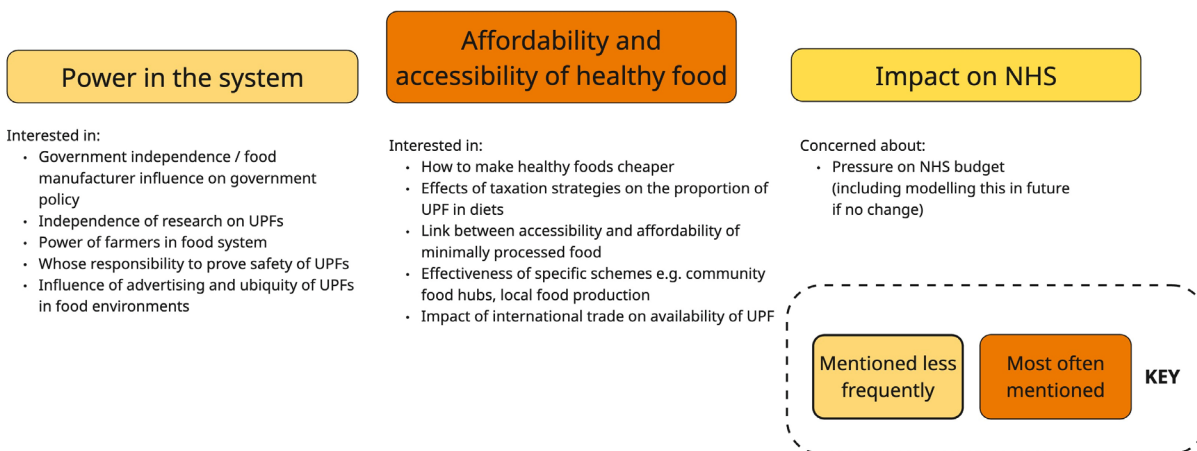 Power in the system
Interested in:
• Government independence / food
manufacturer influence on government
policy
• Independence of research on UPFs
• Power of farmers in food system
• Whose responsibility to prove safety of UPFs
• Influence of advertising and ubiquity of UPFs
in food environments
Affordability and
accessibility of healthy food
Interested in:
• How to make healthy foods cheaper
• Effects of taxation strategies on the proportion of
UPF in diets
• Link between accessibility and affordability of
minimally processed food
• Effectiveness of specific schemes e.g. community
food hubs, local food production
• Impact of international trade on availability of UPF
Impact on NHS
Concerned about:
• Pressure on NHS budget
(including modelling this in future
if no change)
Mentioned less
frequently
Most often
mentioned
KEY